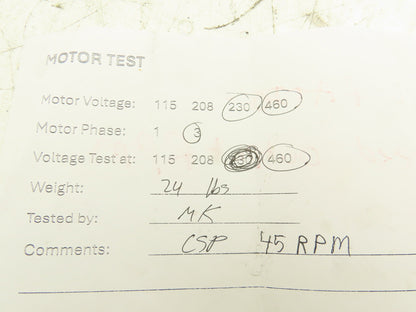 MOTOR TEST
Motor Voltage: 115 208 230 460
Motor Phase: 1 3
Voltage Test at: 115 208 230 460
Weight: 24 lbs
Tested by: MK
Comments: CSP 45 RPM